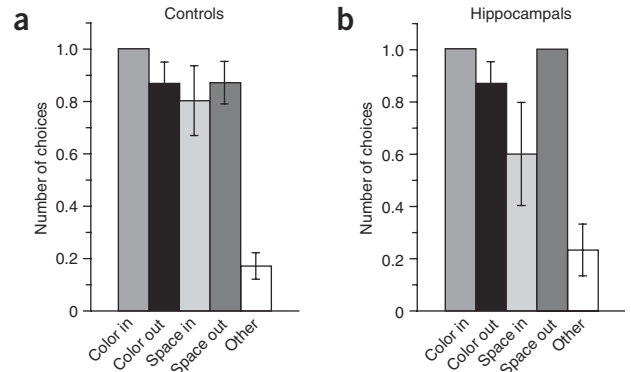 a
Controls
Number of choices
1.0
0.8
0.6
0.4
0.2
0
Color in
Color out
Space in
Space out
Other
b
Hippocampals
Number of choices
1.0
0.8
0.6
0.4
0.2
0
Color in
Color out
Space in
Space out
Other